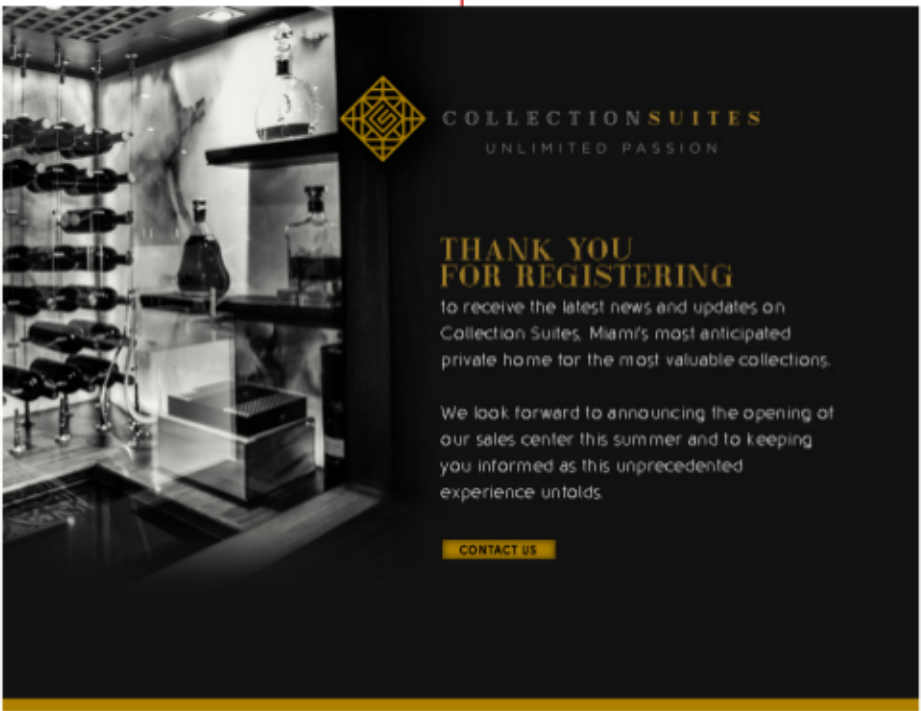 COLLECTIONSUITES
UNLIMITED PASSION
THANK YOU
FOR REGISTERING
to receive the latest news and updates on
Collection Suites, Miami's most anticipated
private home for the most valuable collections.
We look forward to announcing the opening of
our sales center this summer and to keeping
you informed as this unprecedented
experience unfolds.
CONTACT US